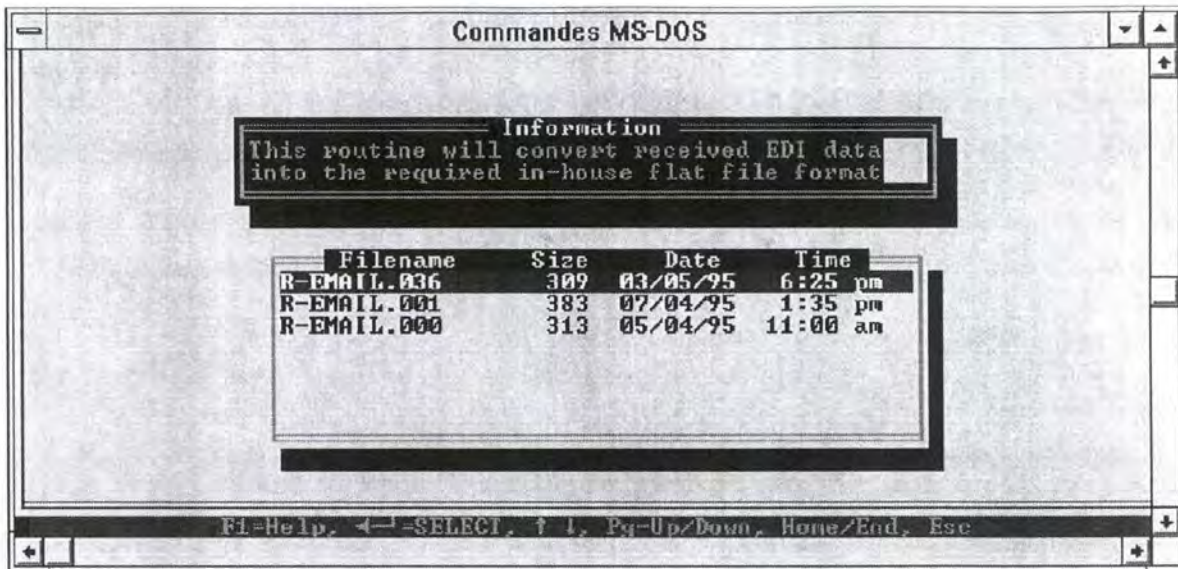 Commandes MS-DOS
Information
This routine will convert received EDI data
into the required in-house flat file format
Filename Size Date Time
R-EMAIL.036 309 03/05/95 6:25 pm
R-EMAIL.001 383 07/04/95 1:35 pm
R-EMAIL.000 313 05/04/95 11:00 am
F1=Help, ◄─┘=SELECT, ↑ ↓, Pg-Up/Down, Home/End, Esc